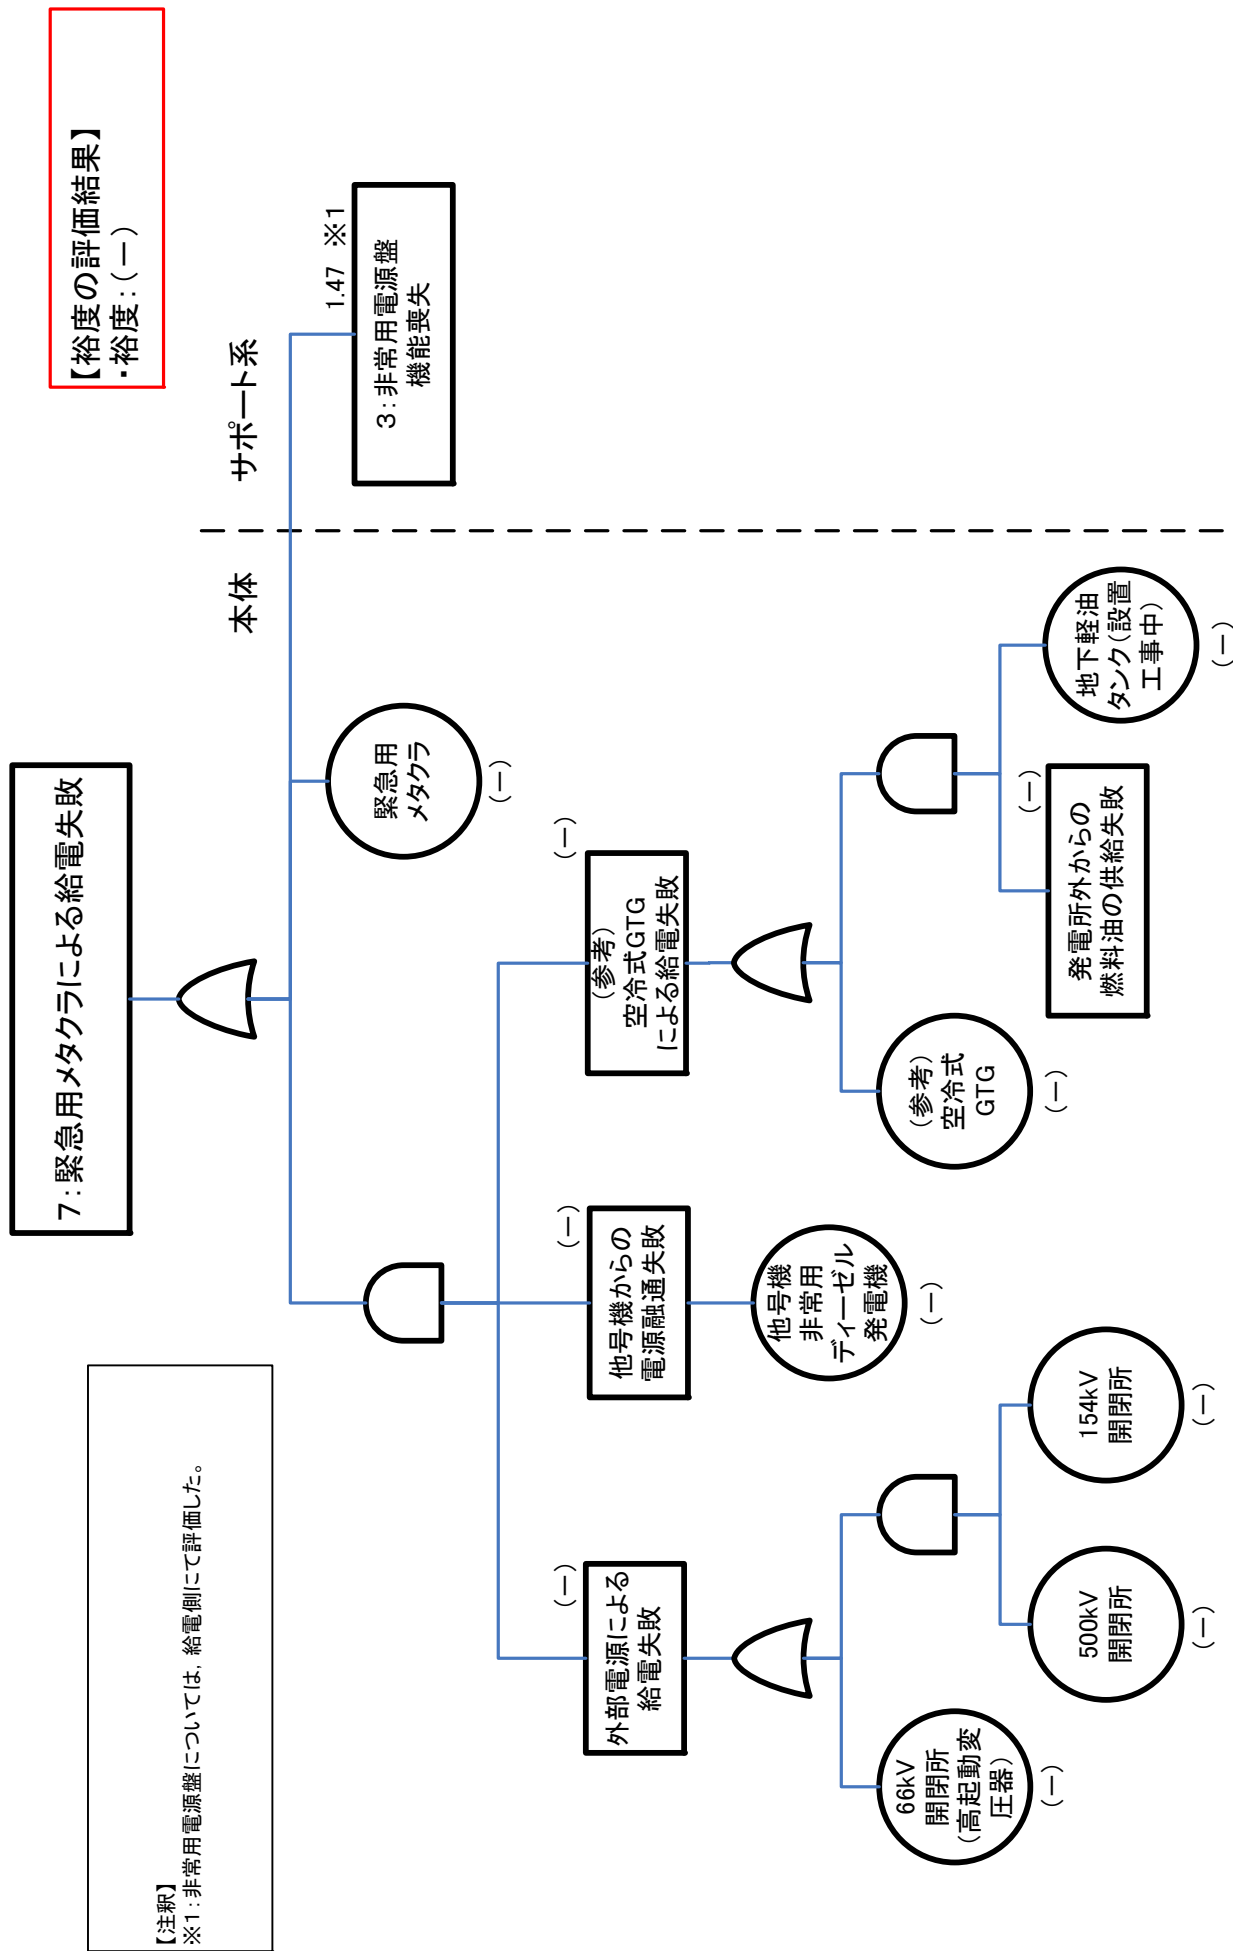 【裕度の評価結果】
・裕度:(－)
7:緊急用メタクラによる給電失敗
【注釈】
※1:非常用電源盤については,給電側にて評価した。
本体
サポート系
緊急用
メタクラ
(－)
1.47 ※1
3:非常用電源盤
機能喪失
(－)
外部電源による
給電失敗
(－)
他号機からの
電源融通失敗
(－)
(参考)
空冷式GTG
による給電失敗
66kV
開閉所
(高起動変
圧器)
(－)
500kV
開閉所
(－)
154kV
開閉所
(－)
他号機
非常用
ディーゼル
発電機
(－)
(参考)
空冷式
GTG
(－)
(－)
発電所外からの
燃料油の供給失敗
地下軽油
タンク(設置
工事中)
(－)